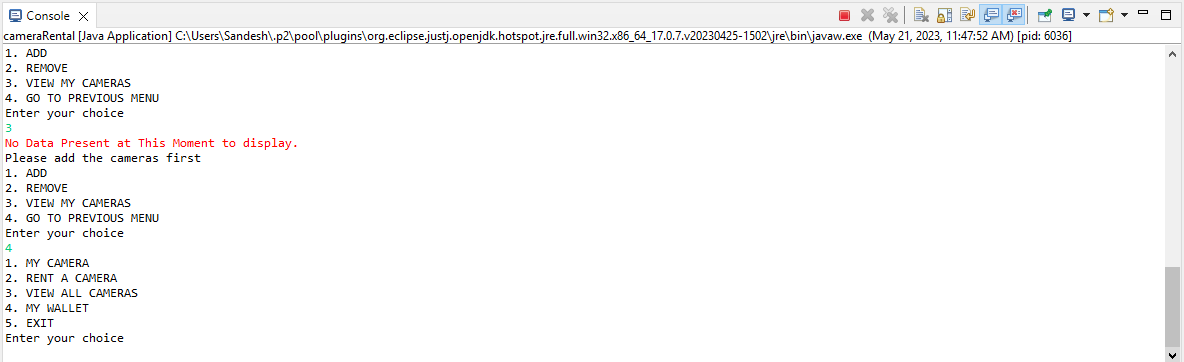 Console
cameraRental [Java Application] C:\Users\Sandesh\.p2\pool\plugins\org.eclipse.justj.openjdk.hotspot.jre.full.win32.x86_64_17.0.7.v20230425-1502\jre\bin\javaw.exe (May 21, 2023, 11:47:52 AM) [pid: 6036]
1. ADD
2. REMOVE
3. VIEW MY CAMERAS
4. GO TO PREVIOUS MENU
Enter your choice
3
No Data Present at This Moment to display.
Please add the cameras first
1. ADD
2. REMOVE
3. VIEW MY CAMERAS
4. GO TO PREVIOUS MENU
Enter your choice
4
1. MY CAMERA
2. RENT A CAMERA
3. VIEW ALL CAMERAS
4. MY WALLET
5. EXIT
Enter your choice